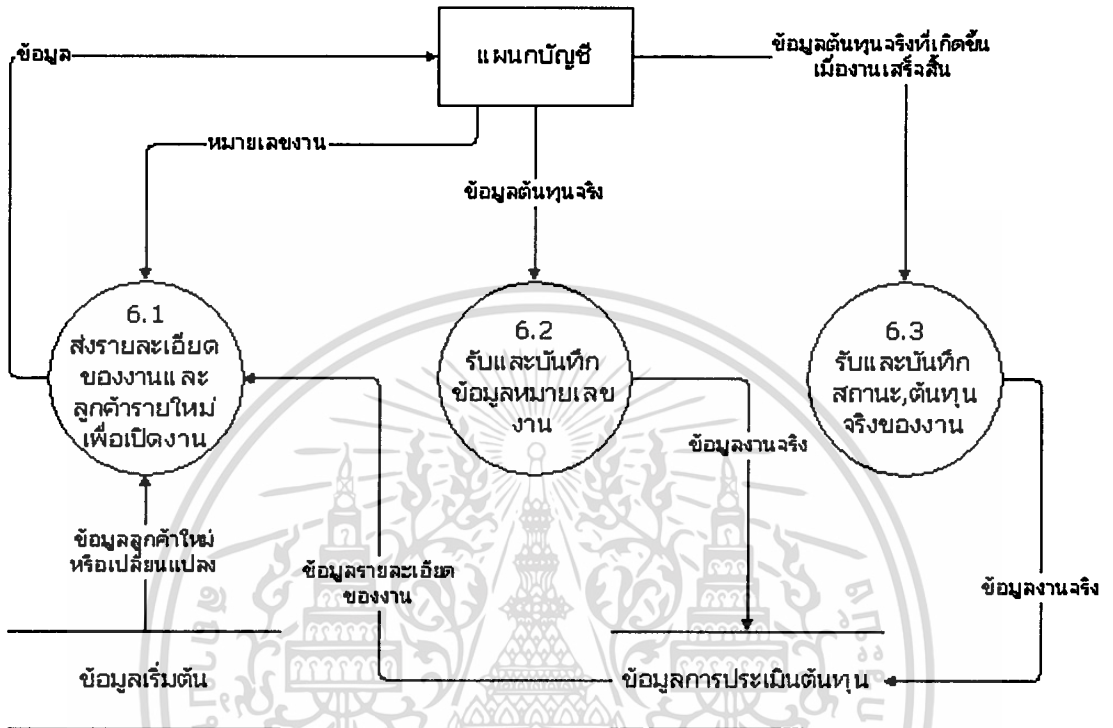 ข้อมูล
แผนกบัญชี
ข้อมูลต้นทุนจริงที่เกิดขึ้น
เมื่องานเสร็จสิ้น
หมายเลขงาน
ข้อมูลต้นทุนจริง
6.1
ส่งรายละเอียด
ของงานและ
ลูกค้ารายใหม่
เพื่อเปิดงาน
6.2
รับและบันทึก
ข้อมูลหมายเลข
งาน
6.3
รับและบันทึก
สถานะ,ต้นทุน
จริงของงาน
ข้อมูลงานจริง
ข้อมูลลูกค้าใหม่
หรือเปลี่ยนแปลง
ข้อมูลรายละเอียด
ของงาน
ข้อมูลงานจริง
ข้อมูลเริ่มต้น
ข้อมูลการประเมินต้นทุน